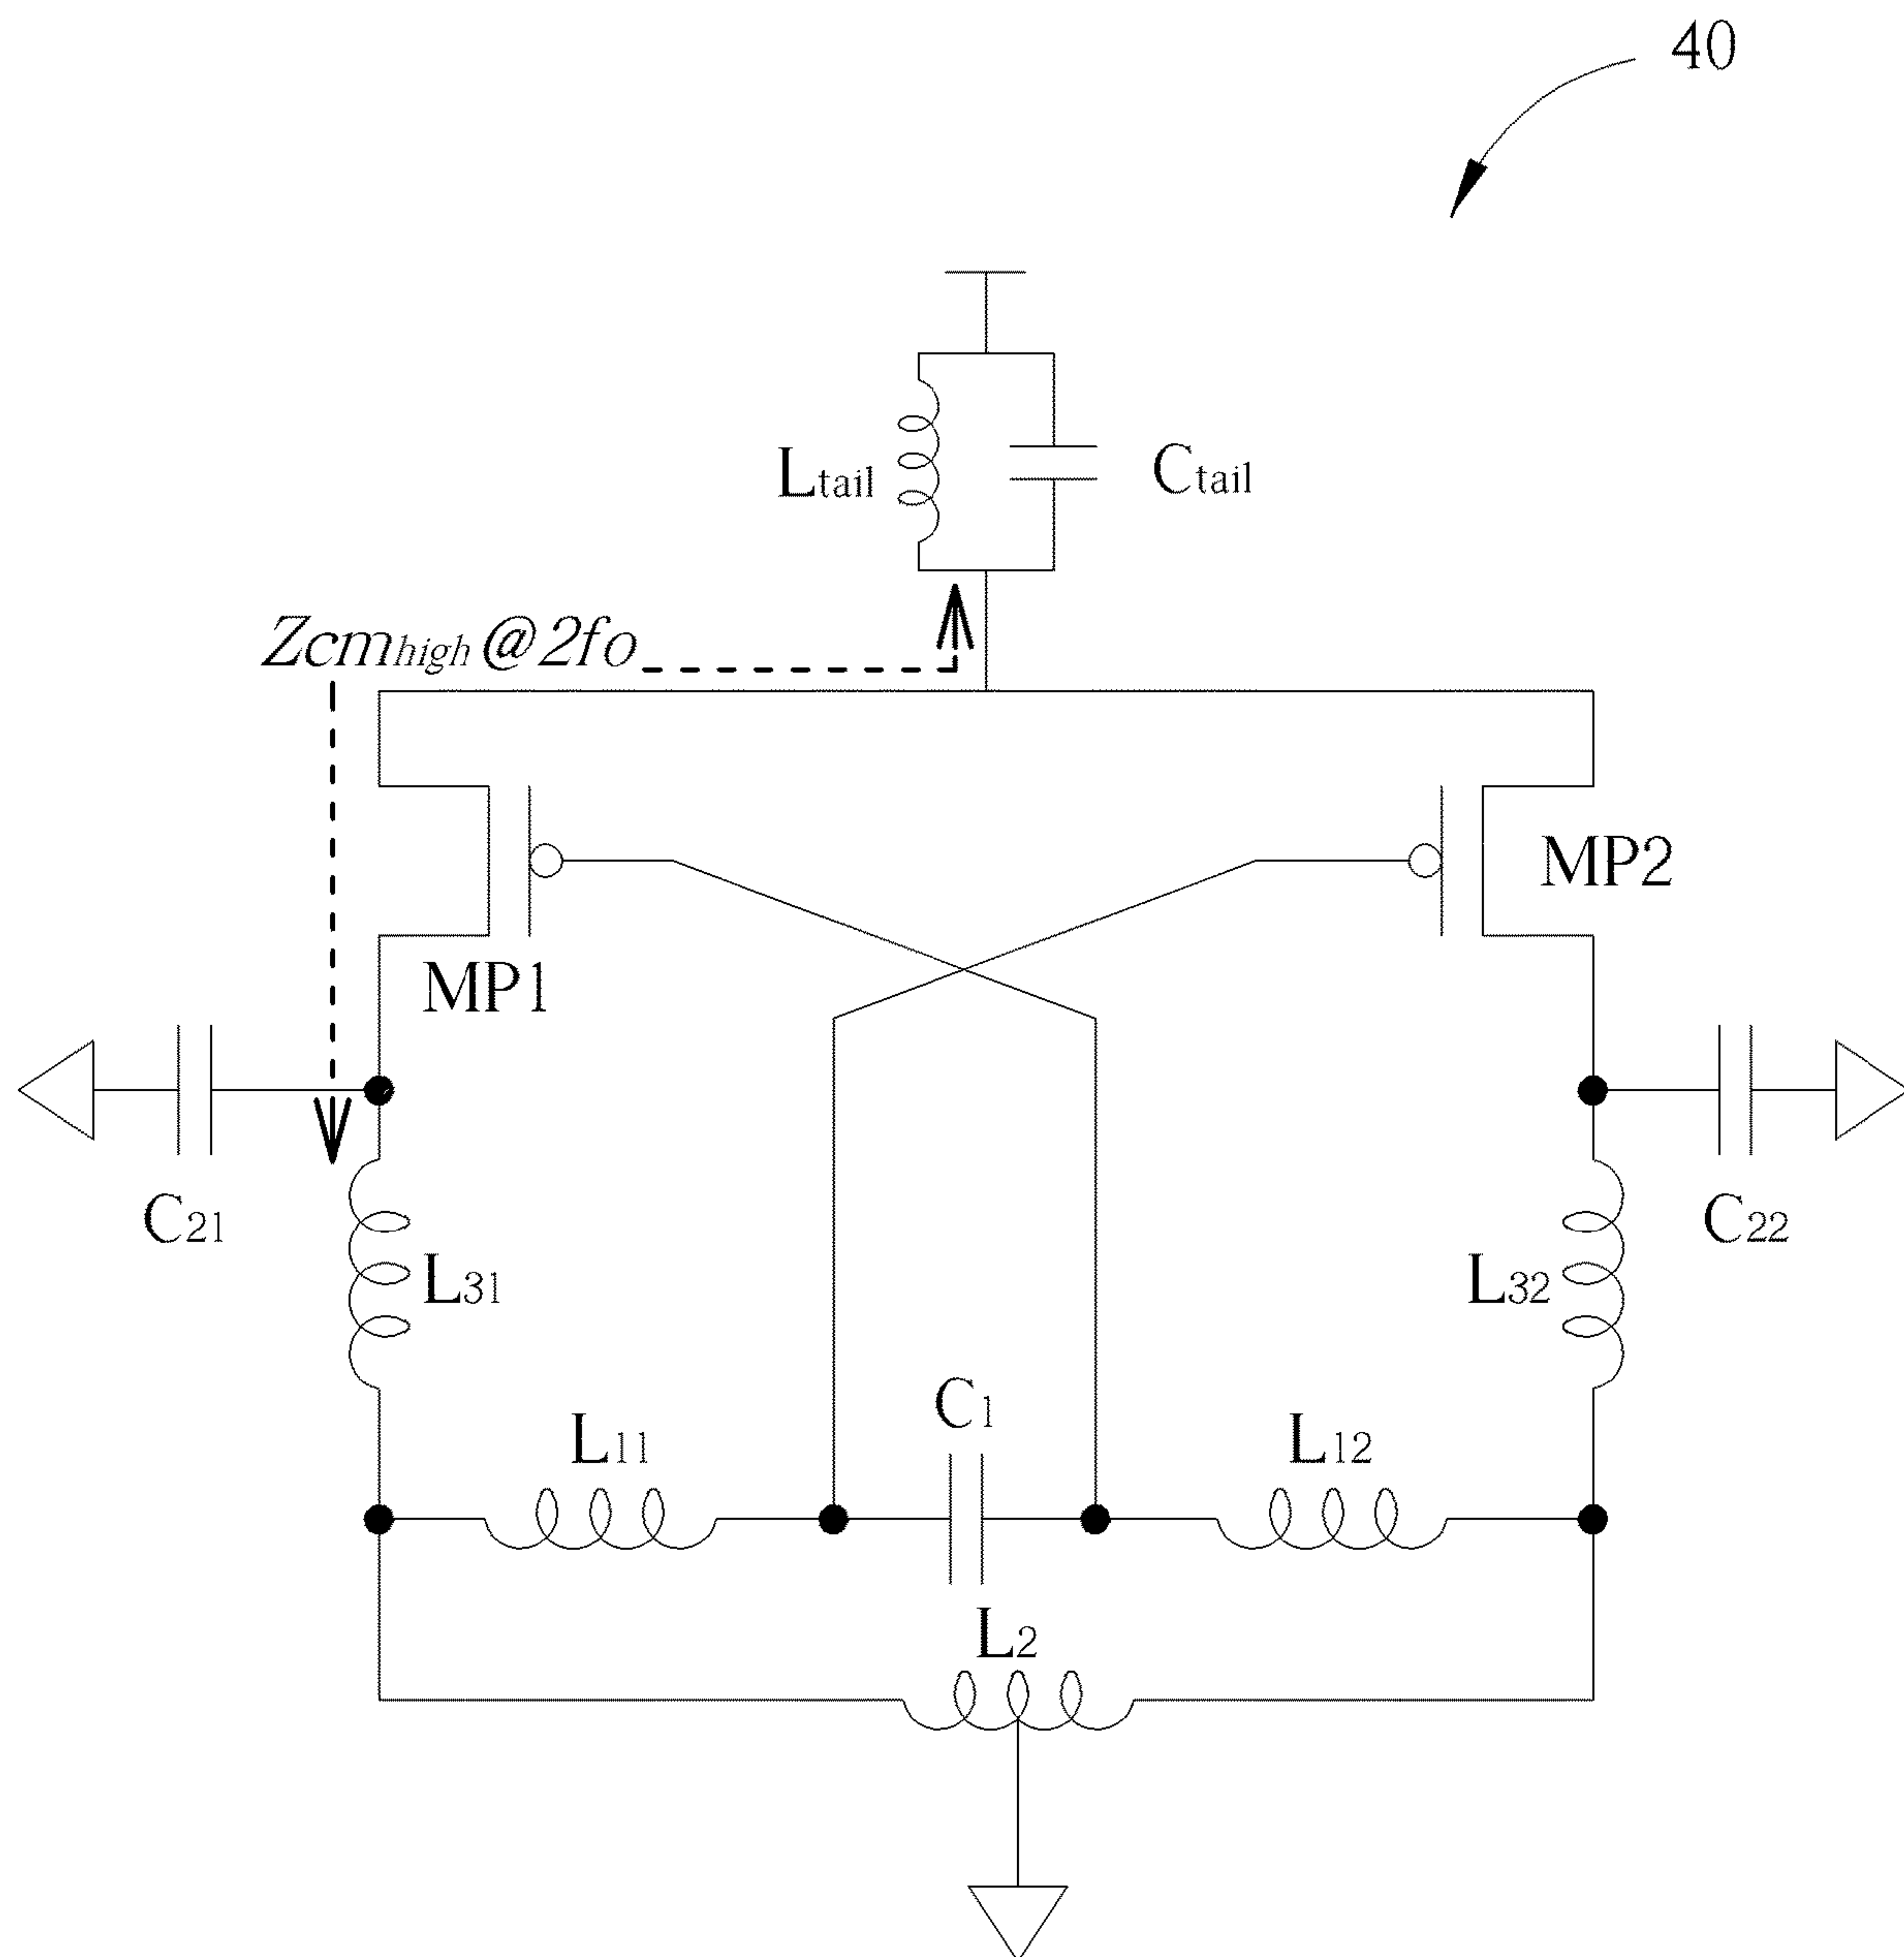 40
Ltail
Ctail
Zcmhigh@2fo
MP2
MP1
C21
C22
L31
L32
C1
L11
L12
L2